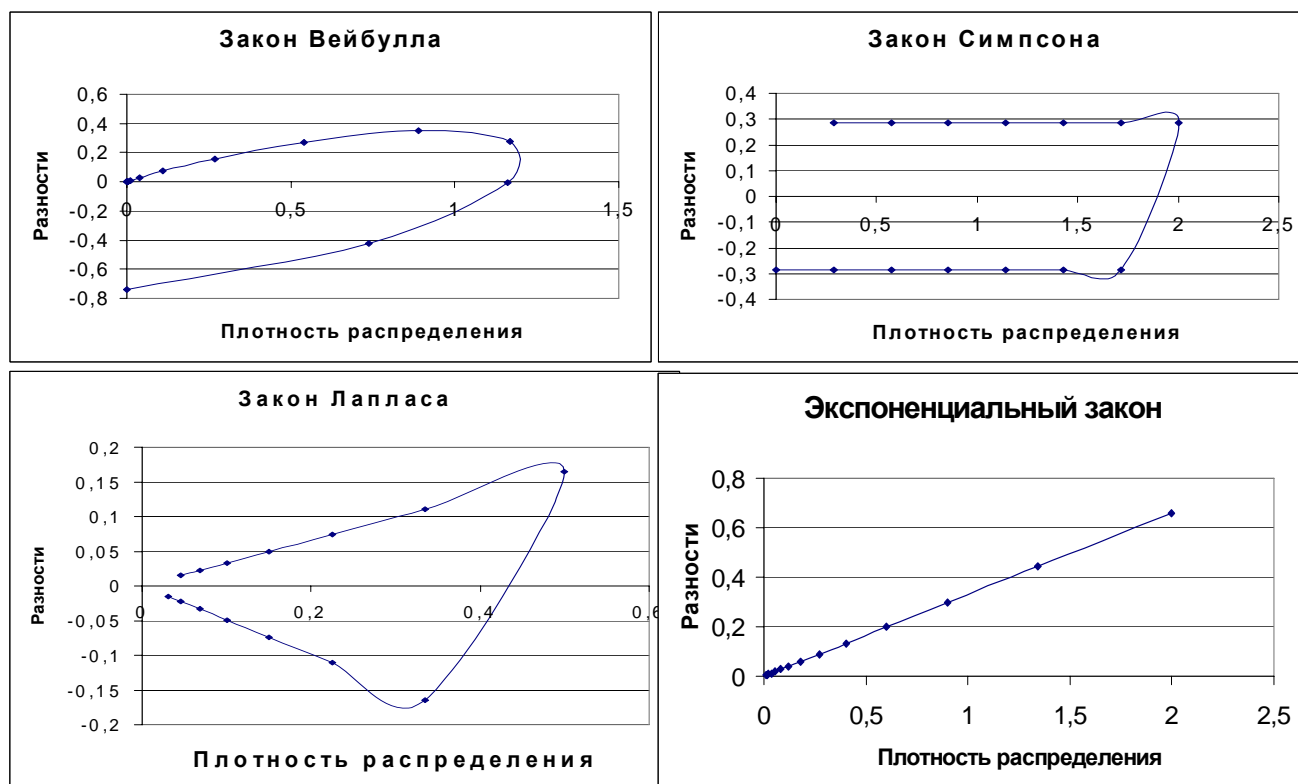 Закон Вейбулла
0,6
0,4
0,2
0
-0,2
-0,4
-0,6
-0,8
0 0,5 1 1,5
Разности
Плотность распределения
Закон Симпсона
0,4
0,3
0,2
0,1
0
-0,1
-0,2
-0,3
-0,4
0 0,5 1 1,5 2 2,5
Разности
Плотность распределения
Закон Лапласа
0,2
0,15
0,1
0,05
0
-0,05
-0,1
-0,15
-0,2
0 0,2 0,4 0,6
Разности
Плотность распределения
Экспоненциальный закон
0,8
0,6
0,4
0,2
0
0 0,5 1 1,5 2 2,5
Разности
Плотность распределения